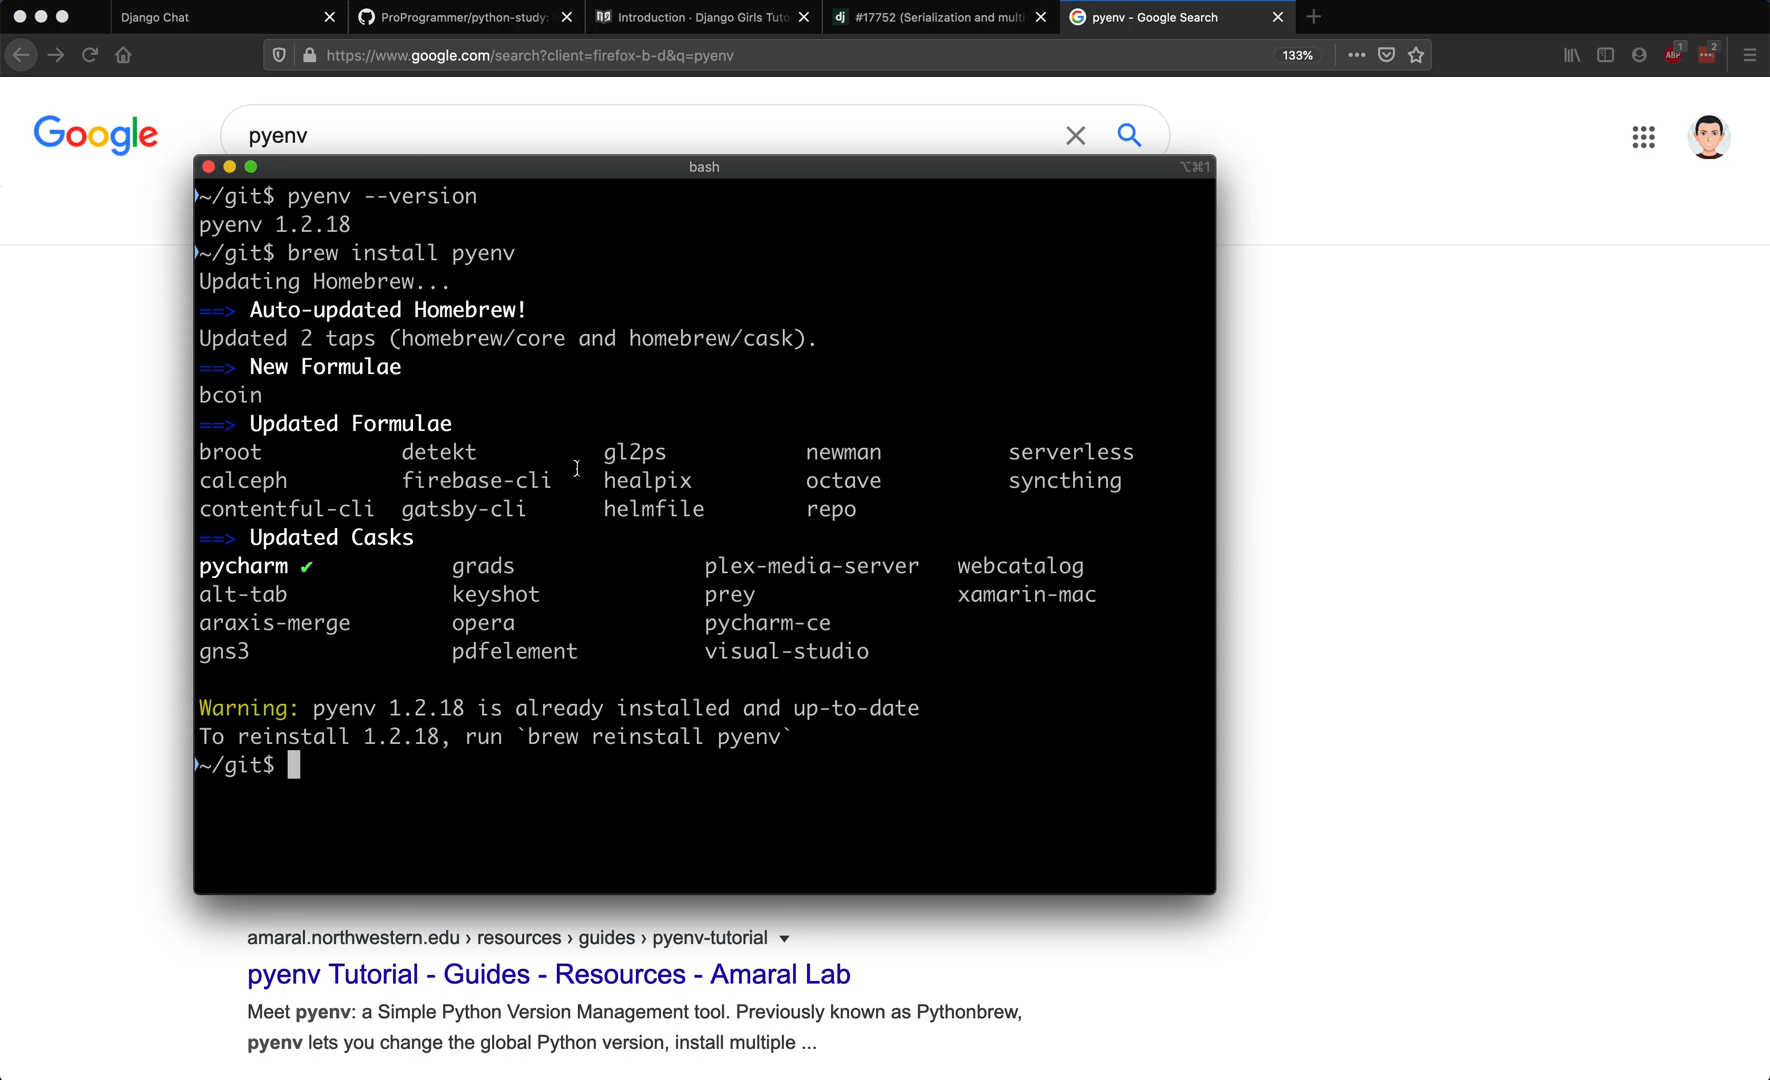 Django Chat
ProProgrammer/python-study:
Introduction · Django Girls Tuto
#17752 (Serialization and multi-
pyenv - Google Search
https://www.google.com/search?client=firefox-b-d&q=pyenv
133%
ABP
1
2
Google
pyenv
bash
⌥⌘1
~/git$ pyenv --version
pyenv 1.2.18
~/git$ brew install pyenv
Updating Homebrew...
==> Auto-updated Homebrew!
Updated 2 taps (homebrew/core and homebrew/cask).
==> New Formulae
bcoin
==> Updated Formulae
broot detekt gl2ps newman serverless
calceph firebase-cli healpix octave syncthing
contentful-cli gatsby-cli helmfile repo
==> Updated Casks
pycharm ✔ grads plex-media-server webcatalog
alt-tab keyshot prey xamarin-mac
araxis-merge opera pycharm-ce
gns3 pdfelement visual-studio
Warning: pyenv 1.2.18 is already installed and up-to-date
To reinstall 1.2.18, run `brew reinstall pyenv`
~/git$
amaral.northwestern.edu › resources › guides › pyenv-tutorial
pyenv Tutorial - Guides - Resources - Amaral Lab
Meet pyenv: a Simple Python Version Management tool. Previously known as Pythonbrew,
pyenv lets you change the global Python version, install multiple ...